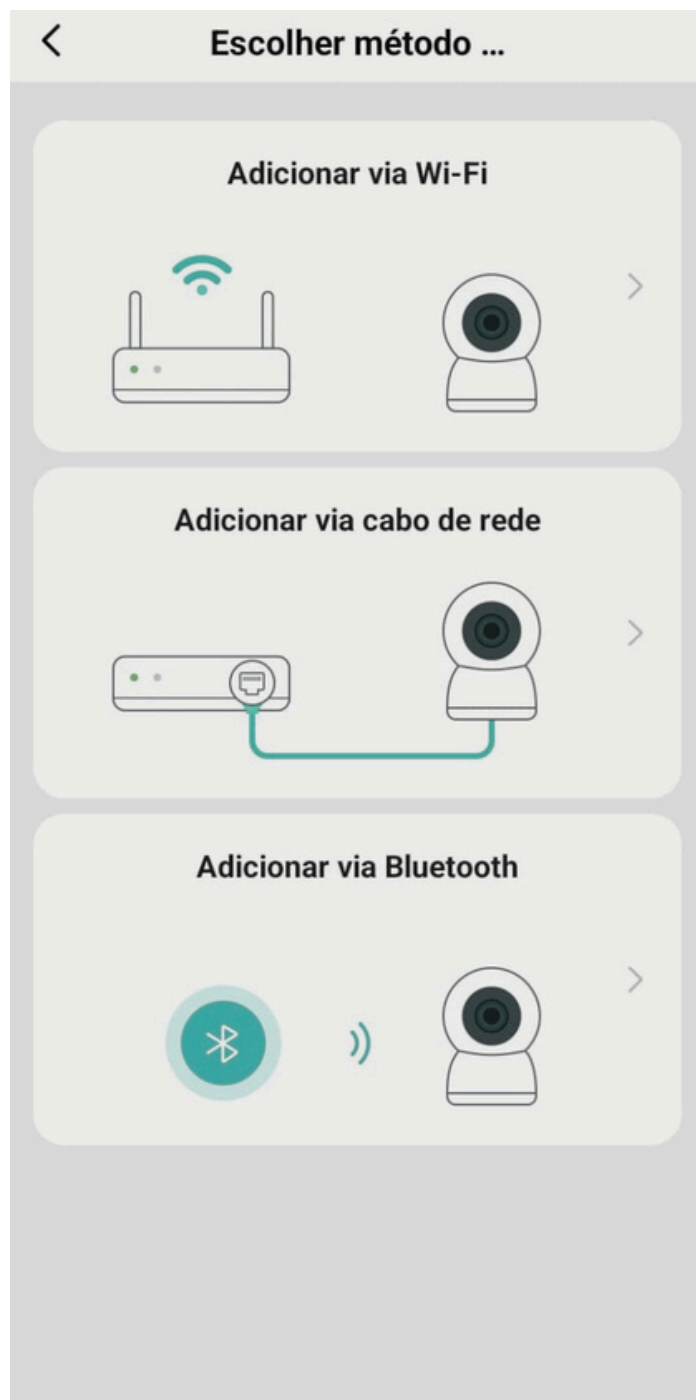 Escolher método ...
Adicionar via Wi-Fi
Adicionar via cabo de rede
Adicionar via Bluetooth